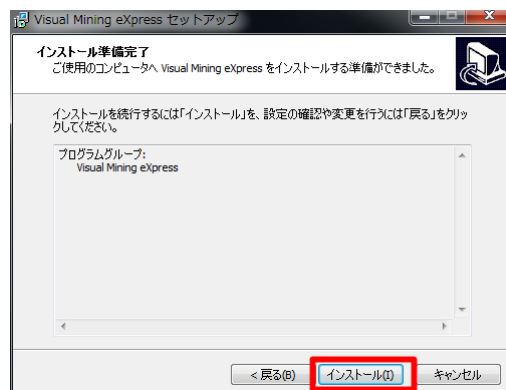 Visual Mining eXpress セットアップ
インストール準備完了
ご使用のコンピュータへ Visual Mining eXpress をインストールする準備ができました。
インストールを続行するには「インストール」を、設定の確認や変更を行うには「戻る」をクリッ
クしてください。
プログラムグループ:
Visual Mining eXpress
< 戻る(B)
インストール(I)
キャンセル